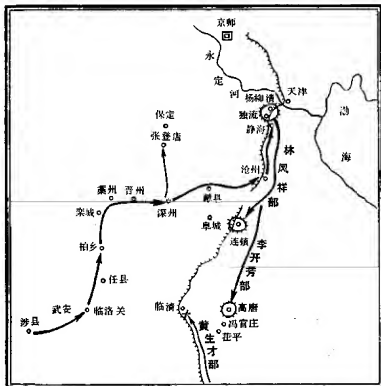 京师
永定河
杨柳青
天津
独流
静海
渤海
保定
张登店
林凤祥部
沧州
藁州
晋州
深州
献县
栾城
阜城
柏乡
连镇
李开芳部
任县
武安
临洺关
临清
高唐
冯官庄
茌平
黄生才部
涉县